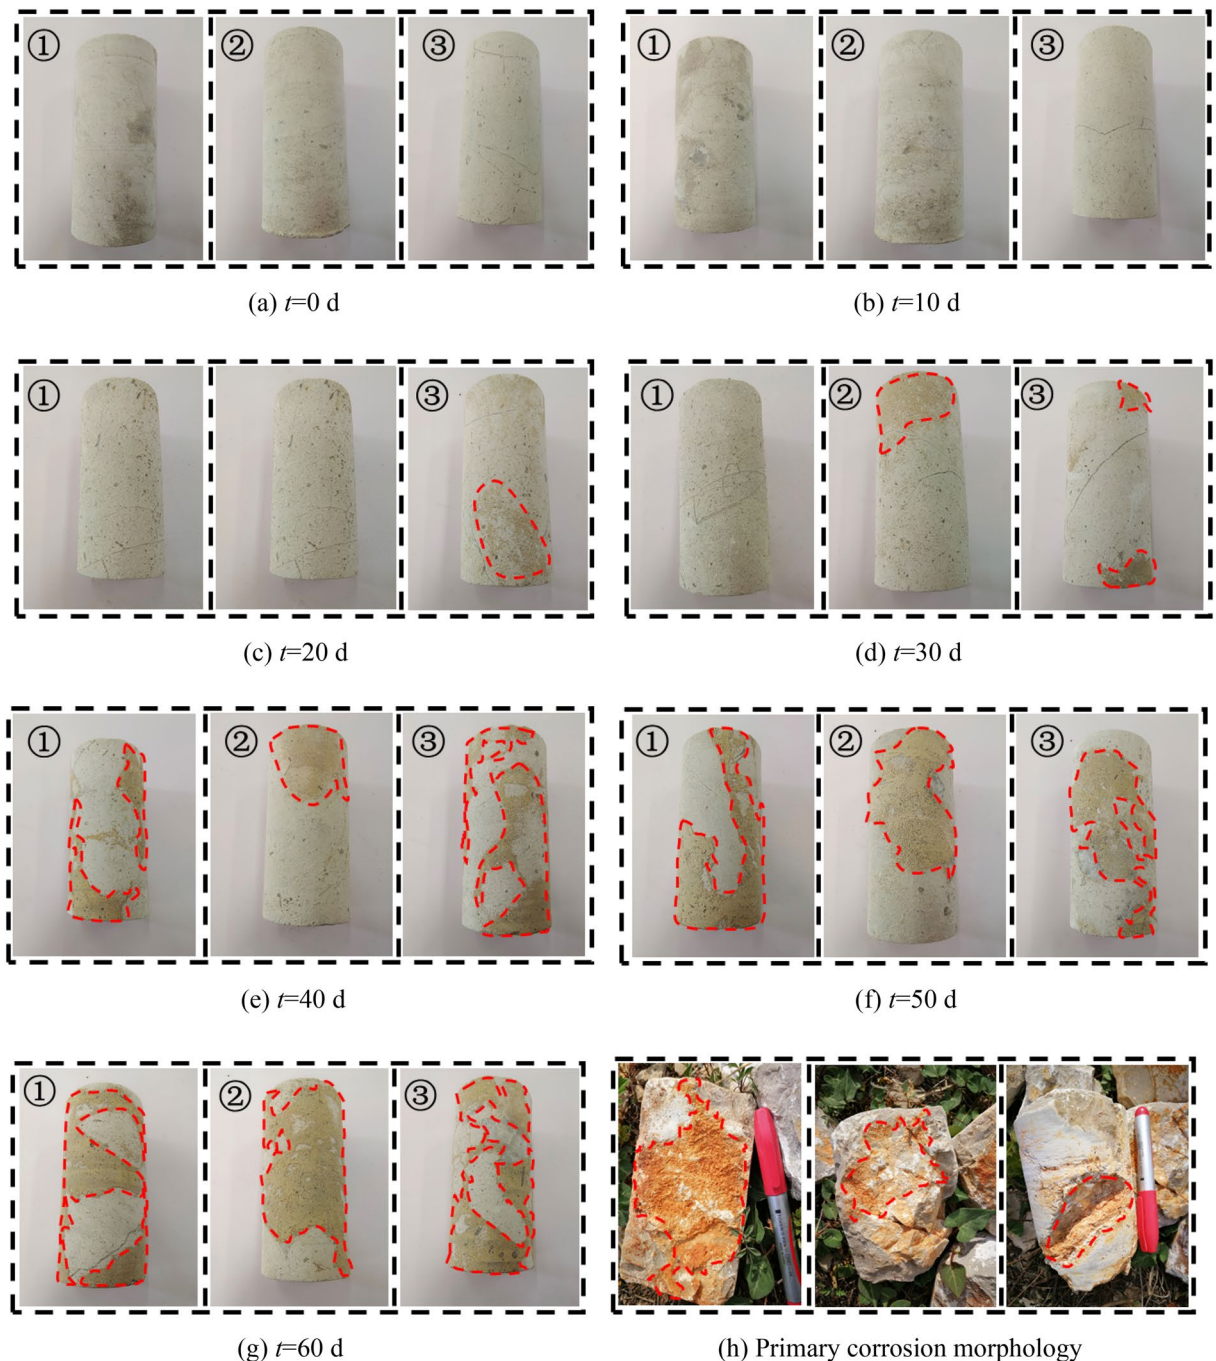 ① ② ③ ① ② ③
(a) t=0 d (b) t=10 d
① ② ③ ① ② ③
(c) t=20 d (d) t=30 d
① ② ③ ① ② ③
(e) t=40 d (f) t=50 d
① ② ③
(g) t=60 d (h) Primary corrosion morphology